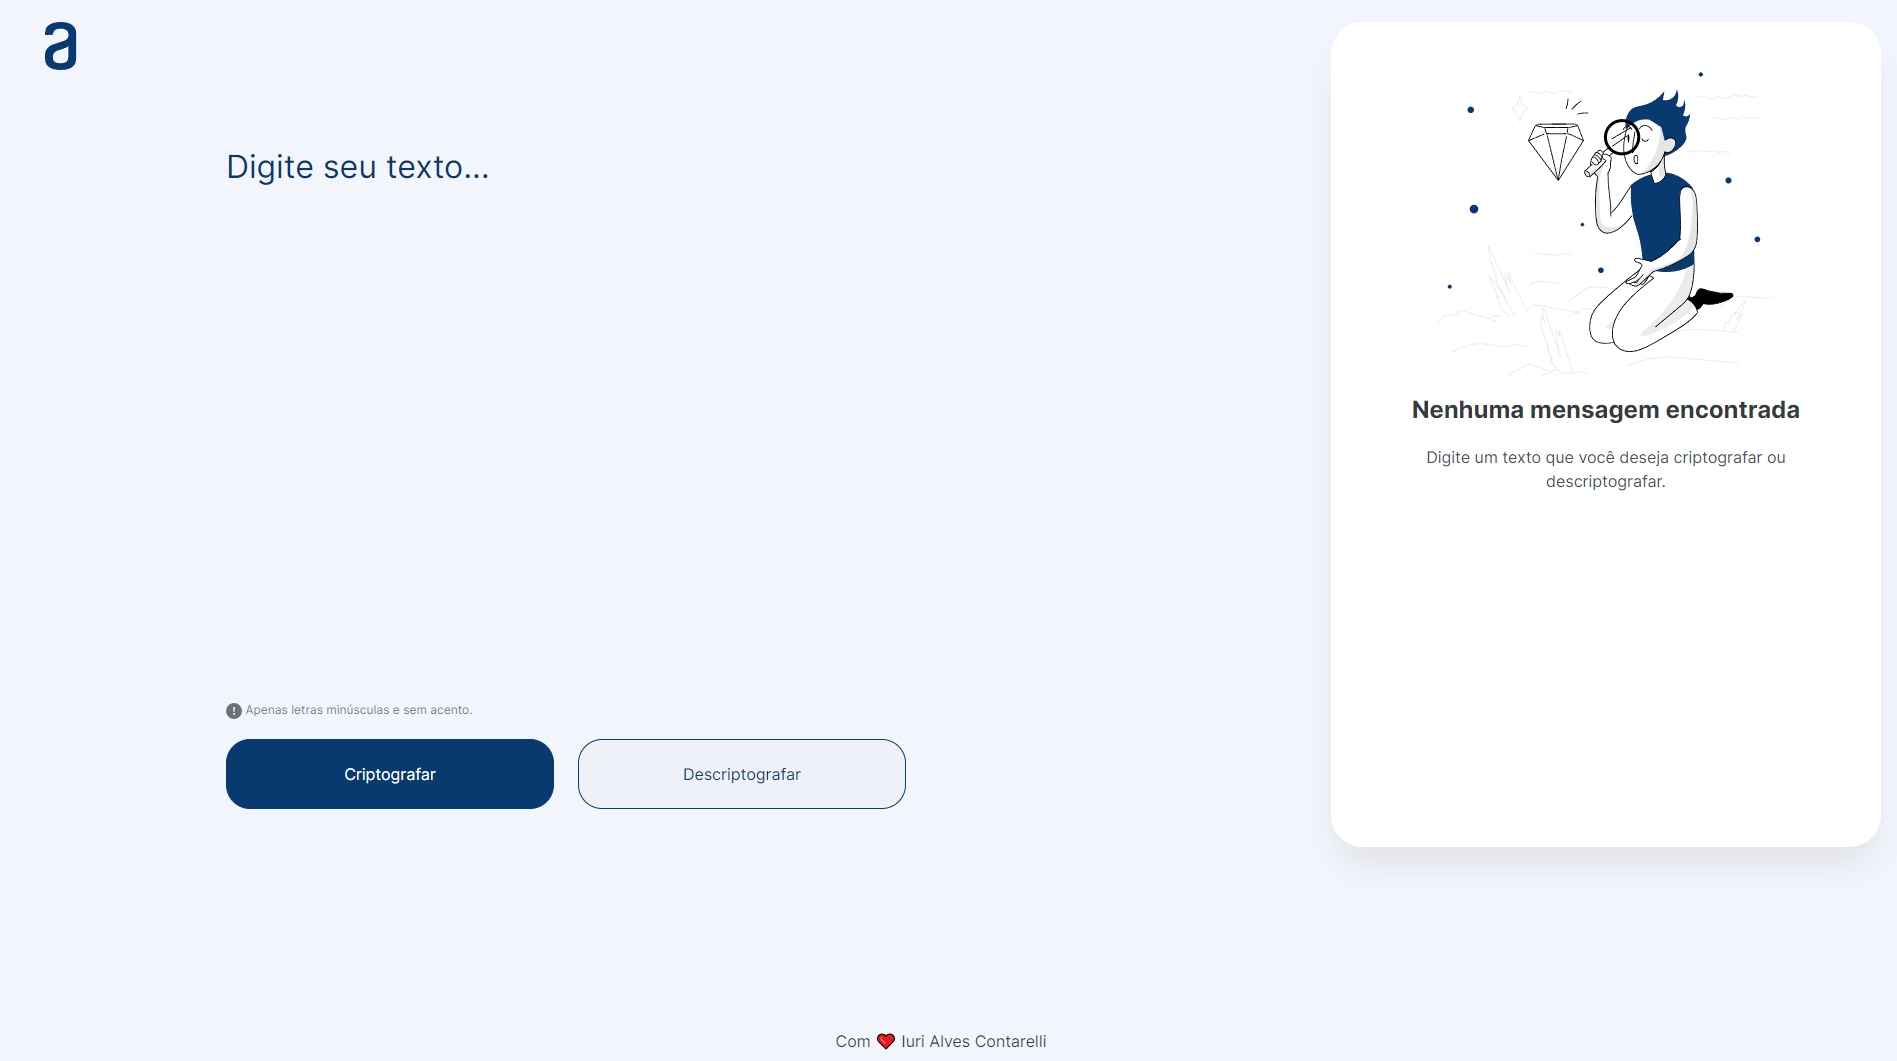 a
Digite seu texto...
Nenhuma mensagem encontrada
Digite um texto que você deseja criptografar ou
descriptografar.
Apenas letras minúsculas e sem acento.
Criptografar
Descriptografar
Com ❤ Iuri Alves Contarelli